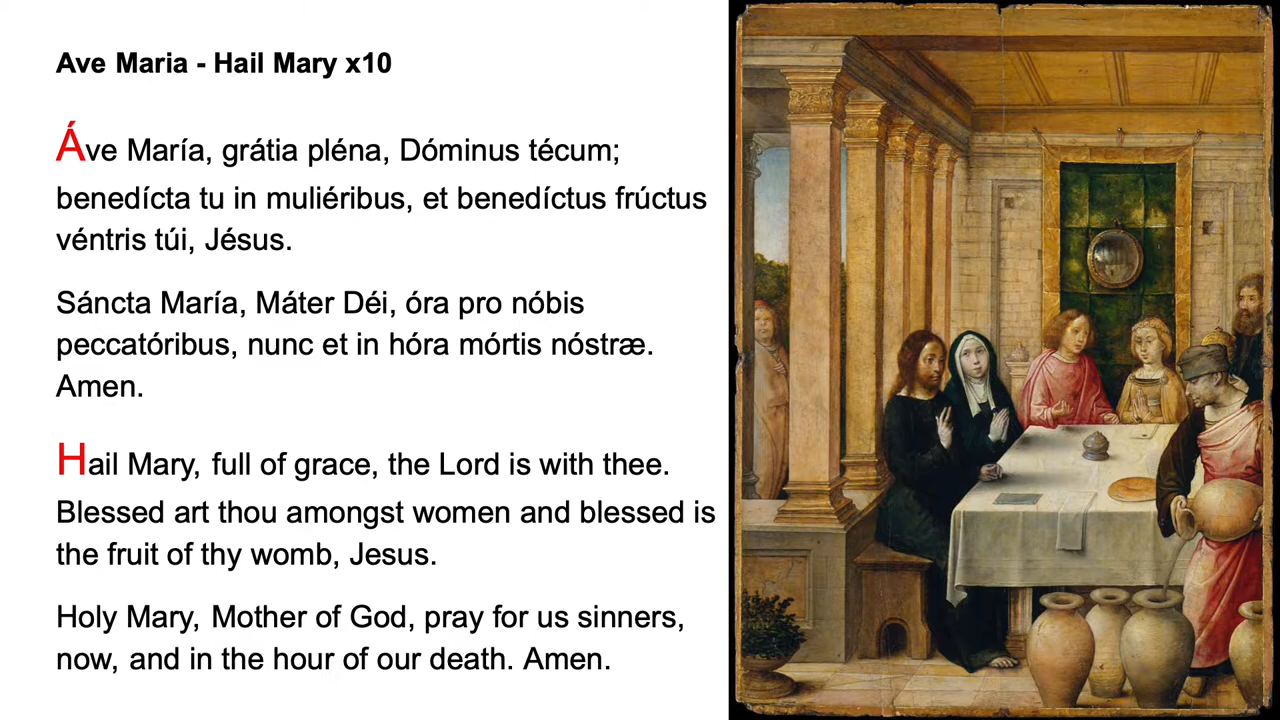 Ave Maria - Hail Mary x10
Áve María, grátia pléna, Dóminus técum;
benedícta tu in muliéribus, et benedíctus frúctus
véntris túi, Jésus.
Sáncta María, Máter Déi, óra pro nóbis
peccatóribus, nunc et in hóra mórtis nóstræ.
Amen.
Hail Mary, full of grace, the Lord is with thee.
Blessed art thou amongst women and blessed is
the fruit of thy womb, Jesus.
Holy Mary, Mother of God, pray for us sinners,
now, and in the hour of our death. Amen.